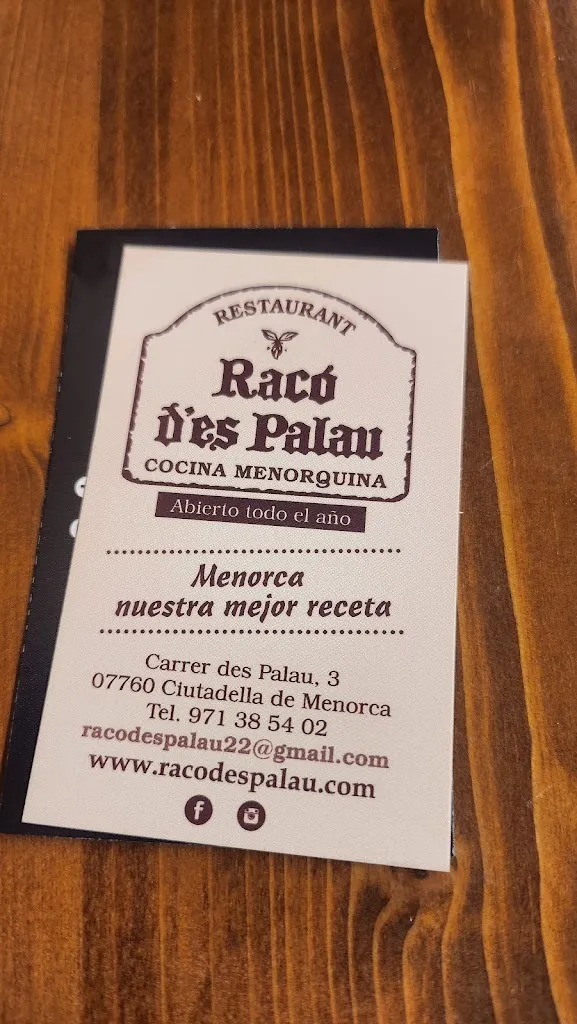 RESTAURANT
Racó
d'es Palau
COCINA MENORQUINA
Abierto todo el año
Menorca
nuestra mejor receta
Carrer des Palau, 3
07760 Ciutadella de Menorca
Tel. 971 38 54 02
racodespalau22@gmail.com
www.racodespalau.com